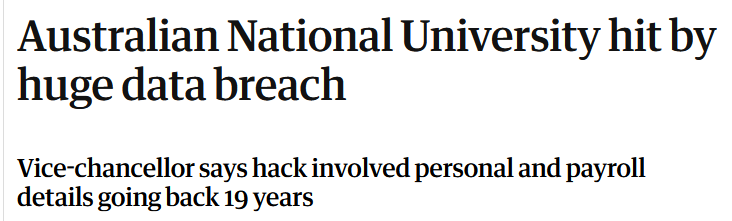 Australian National University hit by
huge data breach
Vice-chancellor says hack involved personal and payroll
details going back 19 years